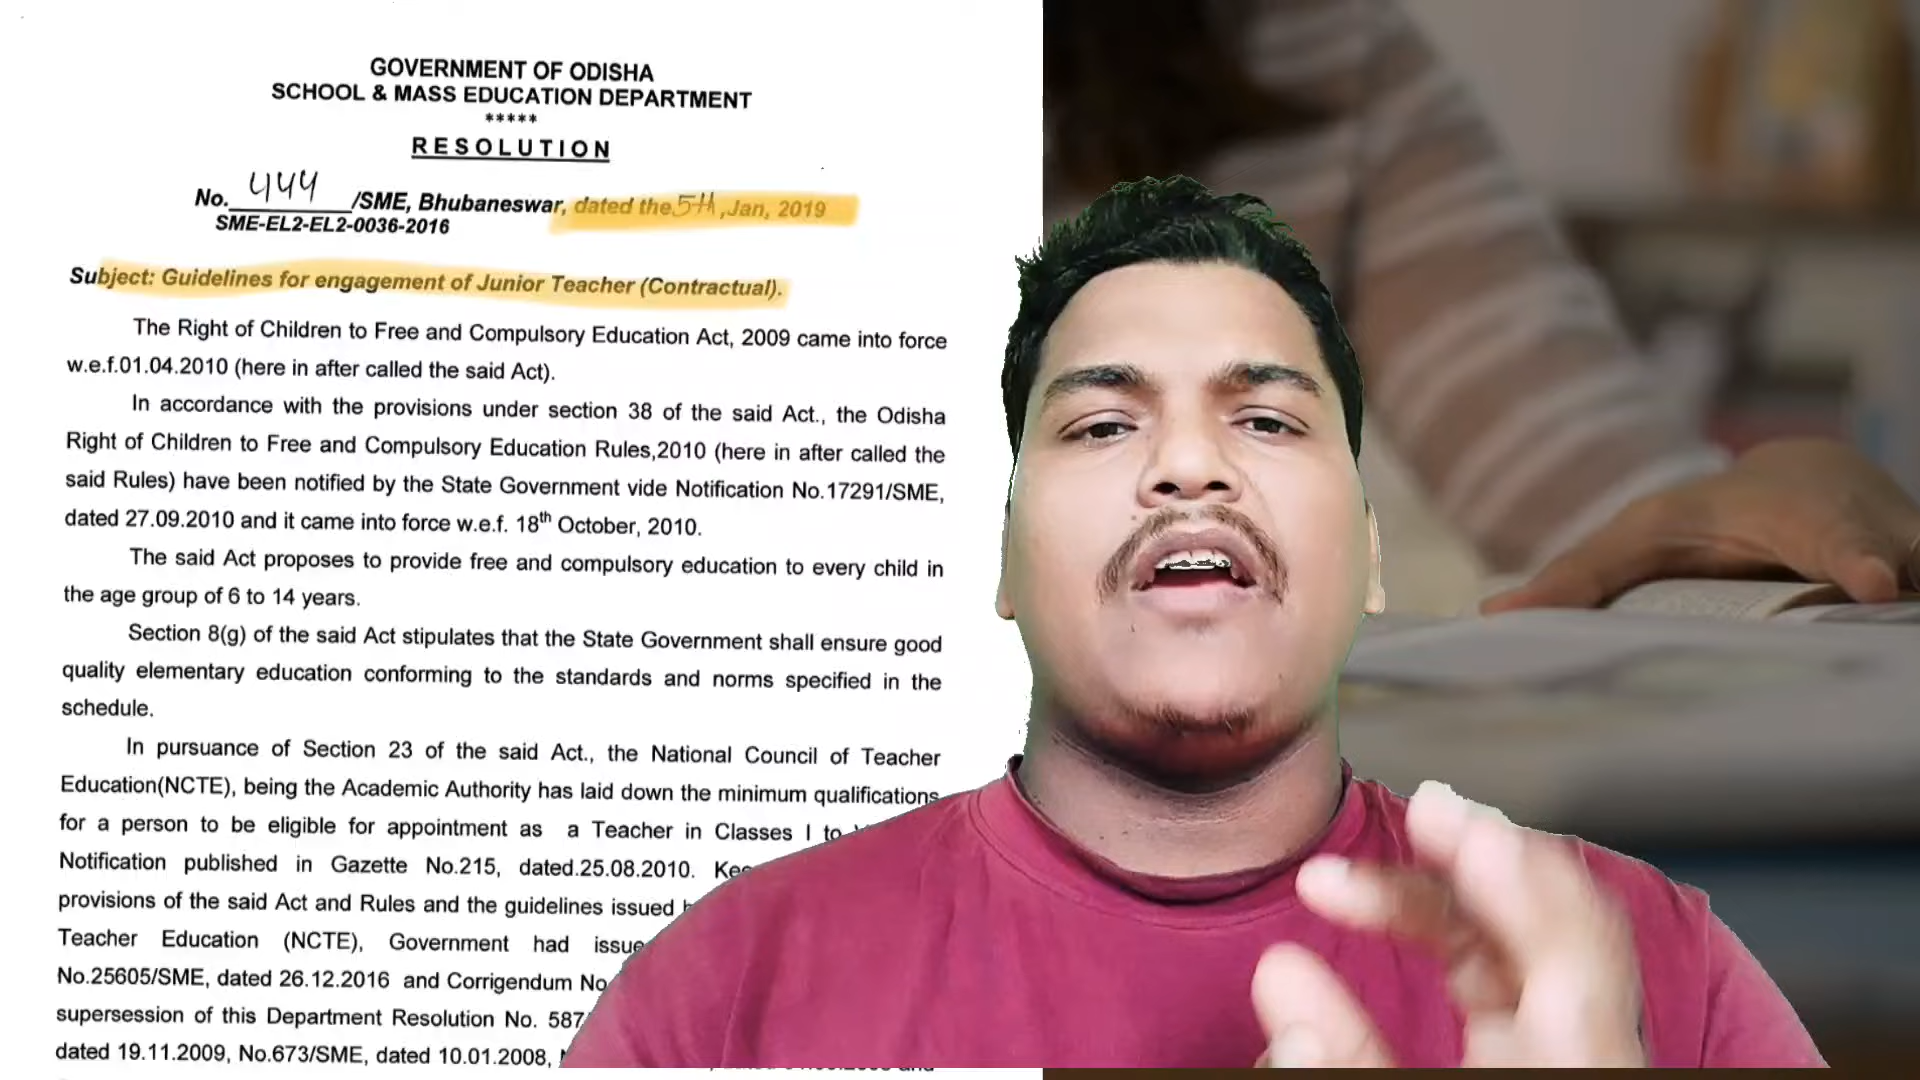 GOVERNMENT OF ODISHA
SCHOOL & MASS EDUCATION DEPARTMENT
*****
RESOLUTION
No. 444 /SME, Bhubaneswar, dated the 5th, Jan, 2019
SME-EL2-EL2-0036-2016
Subject: Guidelines for engagement of Junior Teacher (Contractual).
The Right of Children to Free and Compulsory Education Act, 2009 came into force
w.e.f.01.04.2010 (here in after called the said Act).
In accordance with the provisions under section 38 of the said Act., the Odisha
Right of Children to Free and Compulsory Education Rules,2010 (here in after called the
said Rules) have been notified by the State Government vide Notification No.17291/SME,
dated 27.09.2010 and it came into force w.e.f. 18th October, 2010.
The said Act proposes to provide free and compulsory education to every child in
the age group of 6 to 14 years.
Section 8(g) of the said Act stipulates that the State Government shall ensure good
quality elementary education conforming to the standards and norms specified in the
schedule.
In pursuance of Section 23 of the said Act., the National Council of Teacher
Education(NCTE), being the Academic Authority has laid down the minimum qualifications
for a person to be eligible for appointment as a Teacher in Classes I to
Notification published in Gazette No.215, dated.25.08.2010.
provisions of the said Act and Rules and the guidelines issued
Teacher Education (NCTE), Government had
No.25605/SME, dated 26.12.2016 and Corrigendum No
supersession of this Department Resolution No. 587
dated 19.11.2009, No.673/SME, dated 10.01.2008,